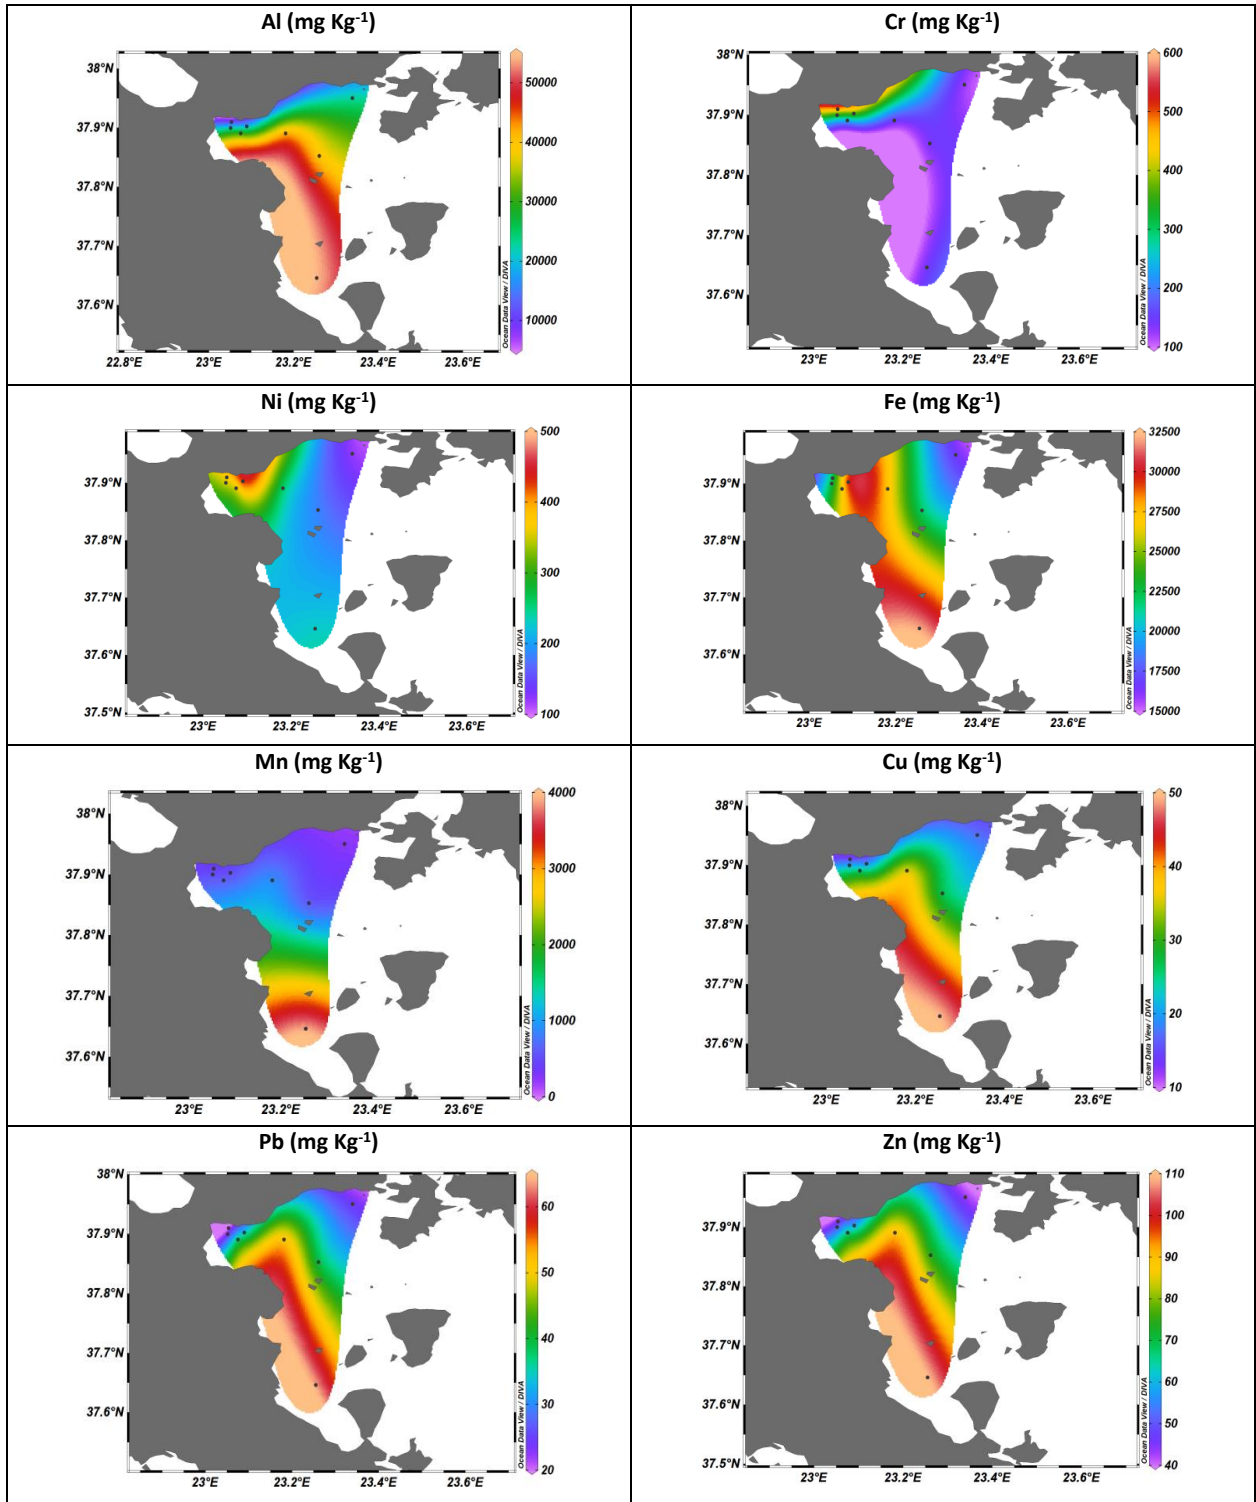 Al (mg Kg⁻¹)
38°N
37.9°N
37.8°N
37.7°N
37.6°N
22.8°E 23°E 23.2°E 23.4°E 23.6°E
50000
40000
30000
20000
10000
Ocean Data View / DIVA
Cr (mg Kg⁻¹)
38°N
37.9°N
37.8°N
37.7°N
37.6°N
23°E 23.2°E 23.4°E 23.6°E
600
500
400
300
200
100
Ocean Data View / DIVA
Ni (mg Kg⁻¹)
37.9°N
37.8°N
37.7°N
37.6°N
37.5°N
23°E 23.2°E 23.4°E 23.6°E
500
400
300
200
100
Ocean Data View / DIVA
Fe (mg Kg⁻¹)
37.9°N
37.8°N
37.7°N
37.6°N
23°E 23.2°E 23.4°E 23.6°E
32500
30000
27500
25000
22500
20000
17500
15000
Ocean Data View / DIVA
Mn (mg Kg⁻¹)
38°N
37.9°N
37.8°N
37.7°N
37.6°N
23°E 23.2°E 23.4°E 23.6°E
4000
3000
2000
1000
0
Ocean Data View / DIVA
Cu (mg Kg⁻¹)
38°N
37.9°N
37.8°N
37.7°N
37.6°N
23°E 23.2°E 23.4°E 23.6°E
50
40
30
20
10
Ocean Data View / DIVA
Pb (mg Kg⁻¹)
38°N
37.9°N
37.8°N
37.7°N
37.6°N
23°E 23.2°E 23.4°E 23.6°E
60
50
40
30
20
Ocean Data View / DIVA
Zn (mg Kg⁻¹)
37.9°N
37.8°N
37.7°N
37.6°N
37.5°N
23°E 23.2°E 23.4°E 23.6°E
110
100
90
80
70
60
50
40
Ocean Data View / DIVA